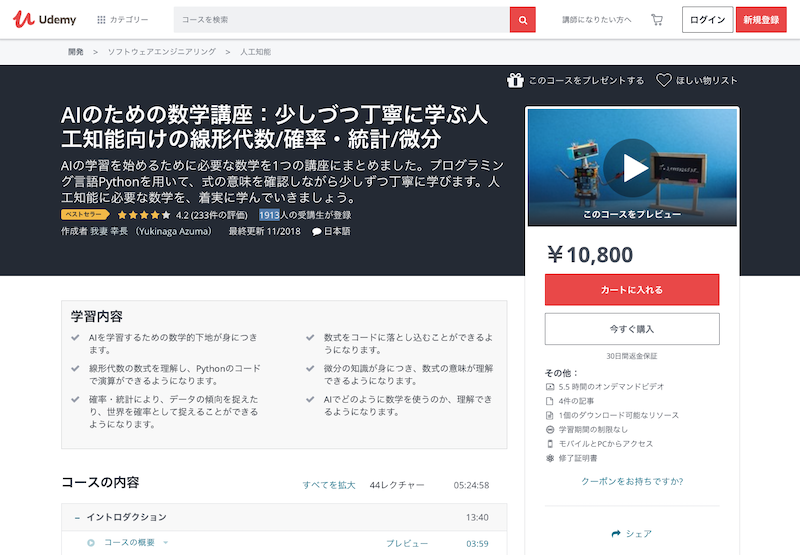 Udemy
カテゴリー
コースを検索
講師になりたい方へ
ログイン
新規登録
開発 > ソフトウェアエンジニアリング > 人工知能
このコースをプレゼントする
ほしい物リスト
AIのための数学講座：少しづつ丁寧に学ぶ人
工知能向けの線形代数/確率・統計/微分
AIの学習を始めるために必要な数学を1つの講座にまとめました。プログラミン
グ言語Pythonを用いて、式の意味を確認しながら少しずつ丁寧に学びます。人
工知能に必要な数学を、着実に学んでいきましょう。
ベストセラー 4.2 (233件の評価) 1913人の受講生が登録
作成者 我妻 幸長 （Yukinaga Azuma） 最終更新 11/2018 日本語
このコースをプレビュー
￥10,800
カートに入れる
今すぐ購入
30日間返金保証
その他：
5.5 時間のオンデマンドビデオ
4件の記事
1個のダウンロード可能なリソース
学習期間の制限なし
モバイルとPCからアクセス
修了証明書
クーポンをお持ちですか?
シェア
学習内容
AIを学習するための数学的下地が身につき
ます。
数式をコードに落とし込むことができるよ
うになります。
線形代数の数式を理解し、Pythonのコード
で演算ができるようになります。
微分の知識が身につき、数式の意味が理解
できるようになります。
確率・統計により、データの傾向を捉えた
り、世界を確率として捉えることができる
ようになります。
AIでどのように数学を使うのか、理解でき
るようになります。
コースの内容
すべてを拡大
44レクチャー
05:24:58
イントロダクション
13:40
コースの概要
プレビュー
03:59